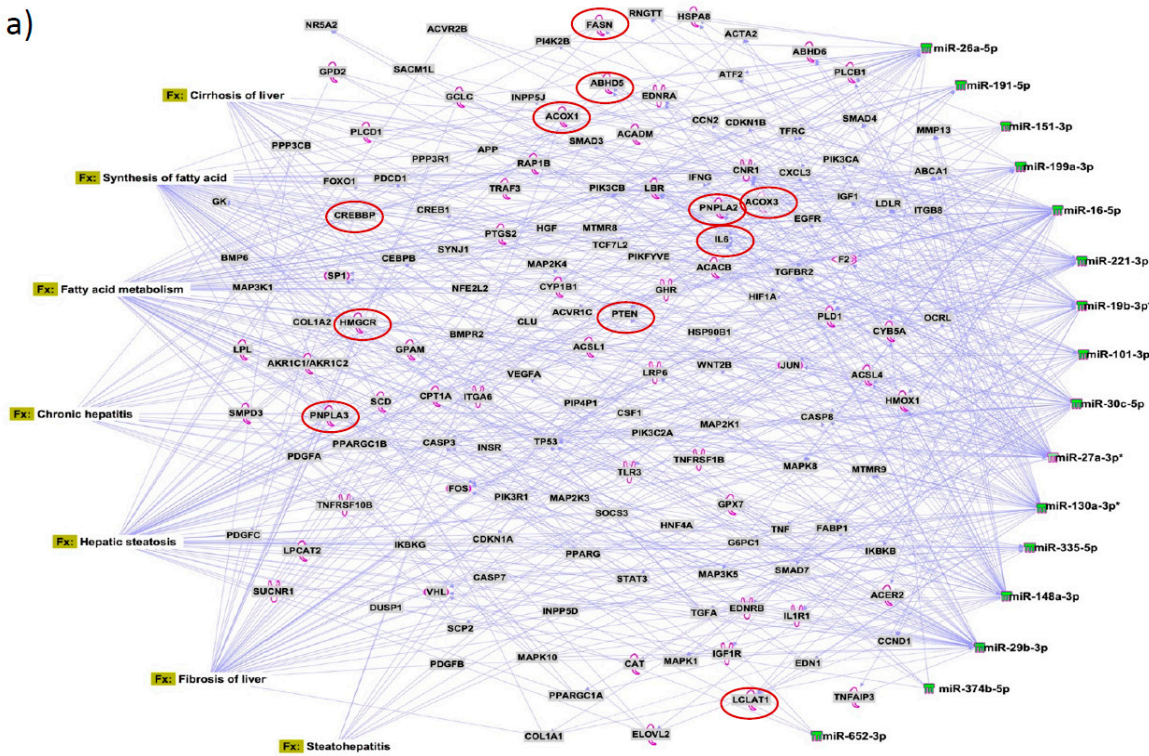 a)
FASN
RNGTT
HSPA8
NR5A2
ACVR2B
PI4K2B
ACTA2
ABHD6
miR-26a-5p
GPD2
SACM1L
ABHD5
ATF2
PLCB1
miR-191-5p
Fx: Cirrhosis of liver
GCLC
INPP5J
EDNRA
ACOX1
CCN2
CDKN1B
SMAD4
miR-151-3p
PLCD1
SMAD3
ACADM
TFRC
MMP13
PPP3CB
APP
PPP3R1
RAP1B
PIK3CA
miR-199a-3p
Fx: Synthesis of fatty acid
FOXO1
PDCD1
TRAF3
PIK3CB
LBR
IFNG
CNR1
CXCL3
ABCA1
GK
PNPLA2
ACOX3
IGF1
LDLR
ITGB8
miR-16-5p
CREBBP
CREB1
PTGS2
HGF
MTMR8
EGFR
IL6
BMP6
SYNJ1
TCF7L2
PIKFYVE
CEBPB
MAP2K4
ACACB
F2
miR-221-3p
SP1
TGFBR2
Fatty acid metabolism
Fx:
MAP3K1
NFE2L2
CYP1B1
GHR
HIF1A
miR-19b-3p*
COL1A2
HMGCR
CLU
ACVR1C
PTEN
PLD1
OCRL
BMPR2
HSP90B1
CYB5A
LPL
GPAM
ACSL1
miR-101-3p
AKR1C1/AKR1C2
VEGFA
LRP6
WNT2B
JUN
ACSL4
SCD
CPT1A
ITGA6
PIP4P1
HMOX1
miR-30c-5p
Fx: Chronic hepatitis
SMPD3
PNPLA3
CSF1
CASP8
PPARGC1B
CASP3
INSR
TP53
PIK3C2A
MAP2K1
PDGFA
TNFRSF1B
miR-27a-3p*
TLR3
MAPK8
MTMR9
FOS
TNFRSF10B
PIK3R1
MAP2K3
GPX7
miR-130a-3p*
SOCS3
HNF4A
TNF
FABP1
Fx: Hepatic steatosis
PDGFC
IKBKG
CDKN1A
G6PC1
miR-335-5p
LPCAT2
PPARG
IKBKB
SUCNR1
VHL
CASP7
STAT3
MAP3K5
SMAD7
ACER2
miR-148a-3p
DUSP1
INPP5D
TGFA
EDNRB
IL1R1
SCP2
CCND1
miR-29b-3p
PDGFB
MAPK10
CAT
MAPK1
IGF1R
EDN1
Fx: Fibrosis of liver
PPARGC1A
LCLAT1
TNFAIP3
miR-374b-5p
Fx: Steatohepatitis
COL1A1
ELOVL2
miR-652-3p